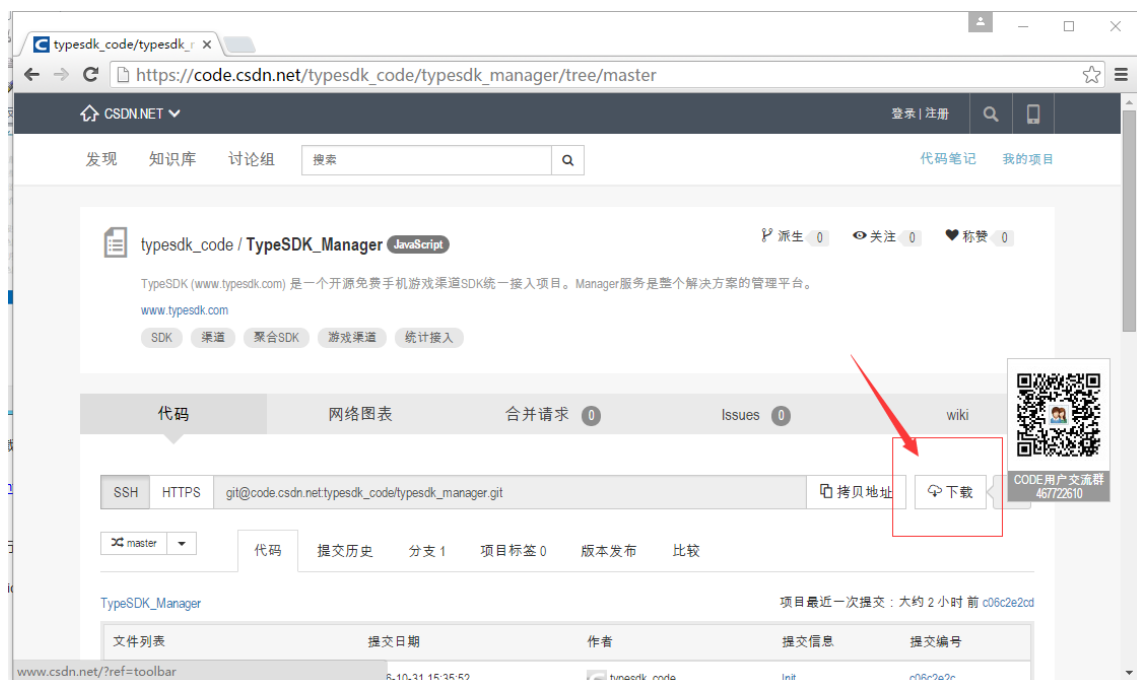 typesdk_code/typesdk_r
https://code.csdn.net/typesdk_code/typesdk_manager/tree/master
CSDN.NET 登录 | 注册
发现 知识库 讨论组 搜索 代码笔记 我的项目
typesdk_code / TypeSDK_Manager JavaScript 派生 0 关注 0 称赞 0
TypeSDK (www.typesdk.com) 是一个开源免费手机游戏渠道SDK统一接入项目。Manager服务是整个解决方案的管理平台。
www.typesdk.com
SDK 渠道 聚合SDK 游戏渠道 统计接入
代码 网络图表 合并请求 0 Issues 0 wiki
CODE用户交流群
467722610
SSH HTTPS git@code.csdn.net:typesdk_code/typesdk_manager.git 拷贝地址 下载
master 代码 提交历史 分支 1 项目标签 0 版本发布 比较
TypeSDK_Manager 项目最近一次提交：大约 2 小时 前 c06c2e2cd
文件列表 提交日期 作者 提交信息 提交编号
6-10-31 15:35:52 typesdk_code Init c06c2e2c
www.csdn.net/?ref=toolbar